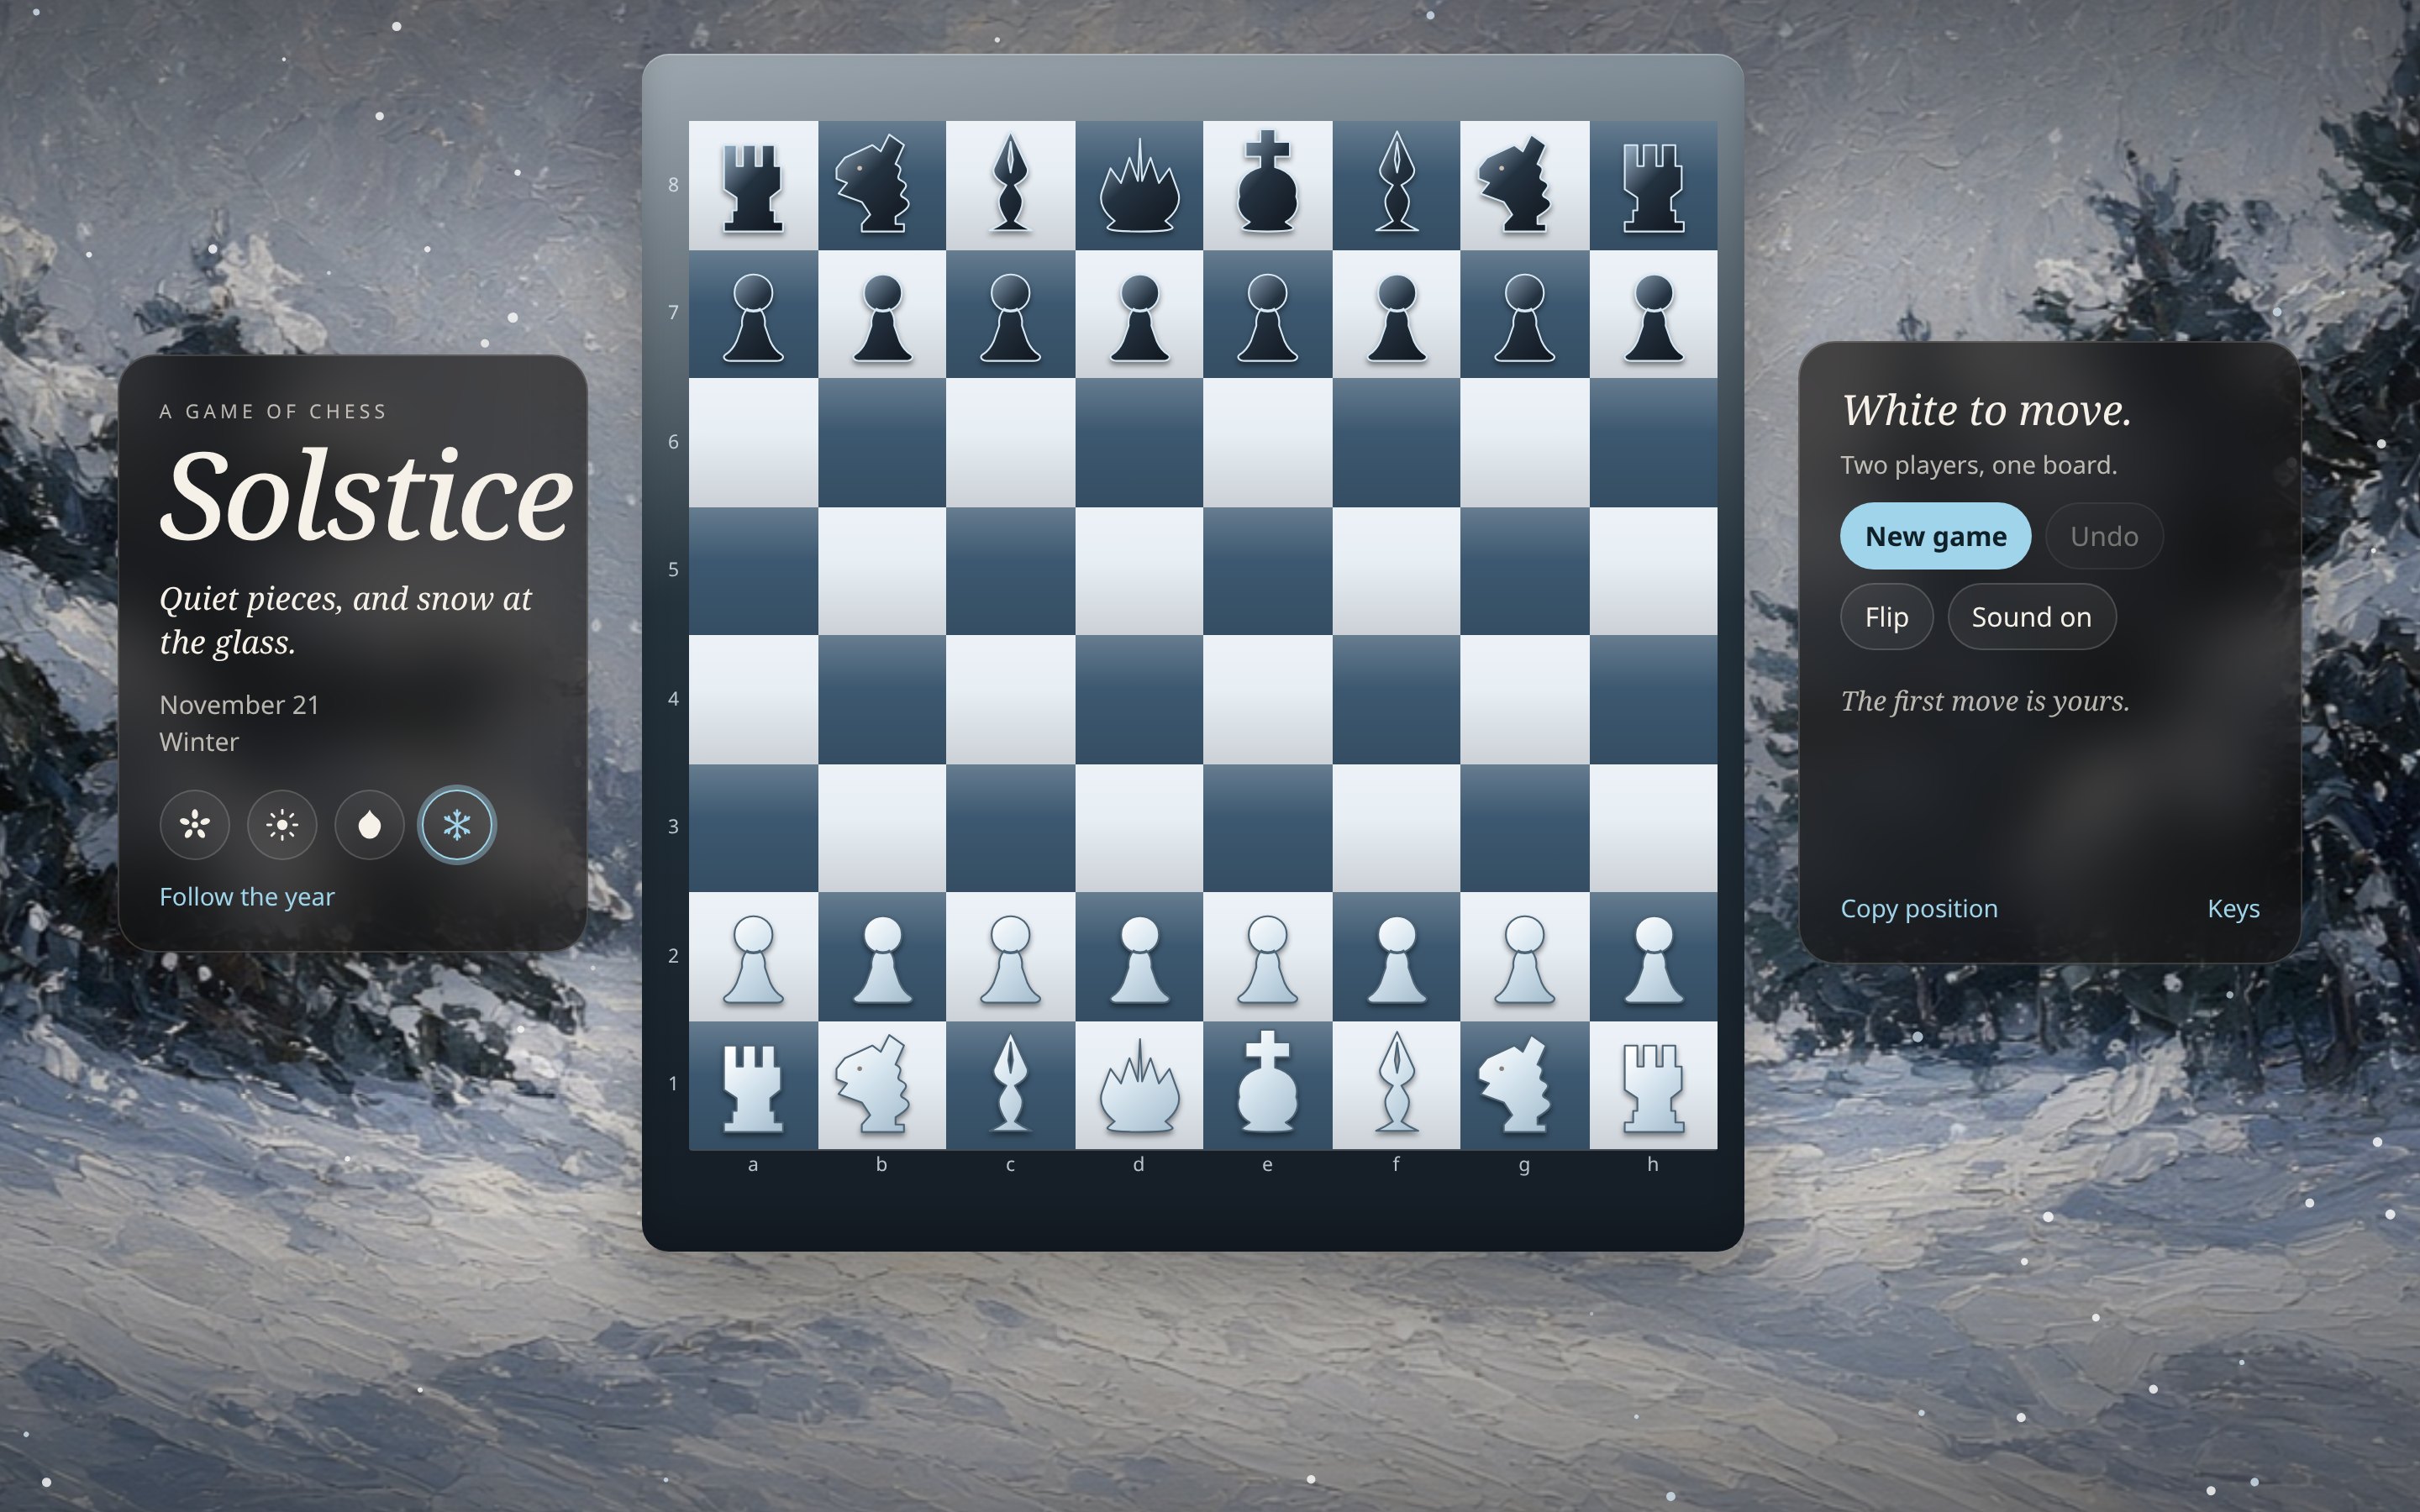 A GAME OF CHESS
Solstice
Quiet pieces, and snow at
the glass.
November 21
Winter
Follow the year
8
7
6
5
4
3
2
1
a b c d e f g h
White to move.
Two players, one board.
New game Undo
Flip Sound on
The first move is yours.
Copy position Keys